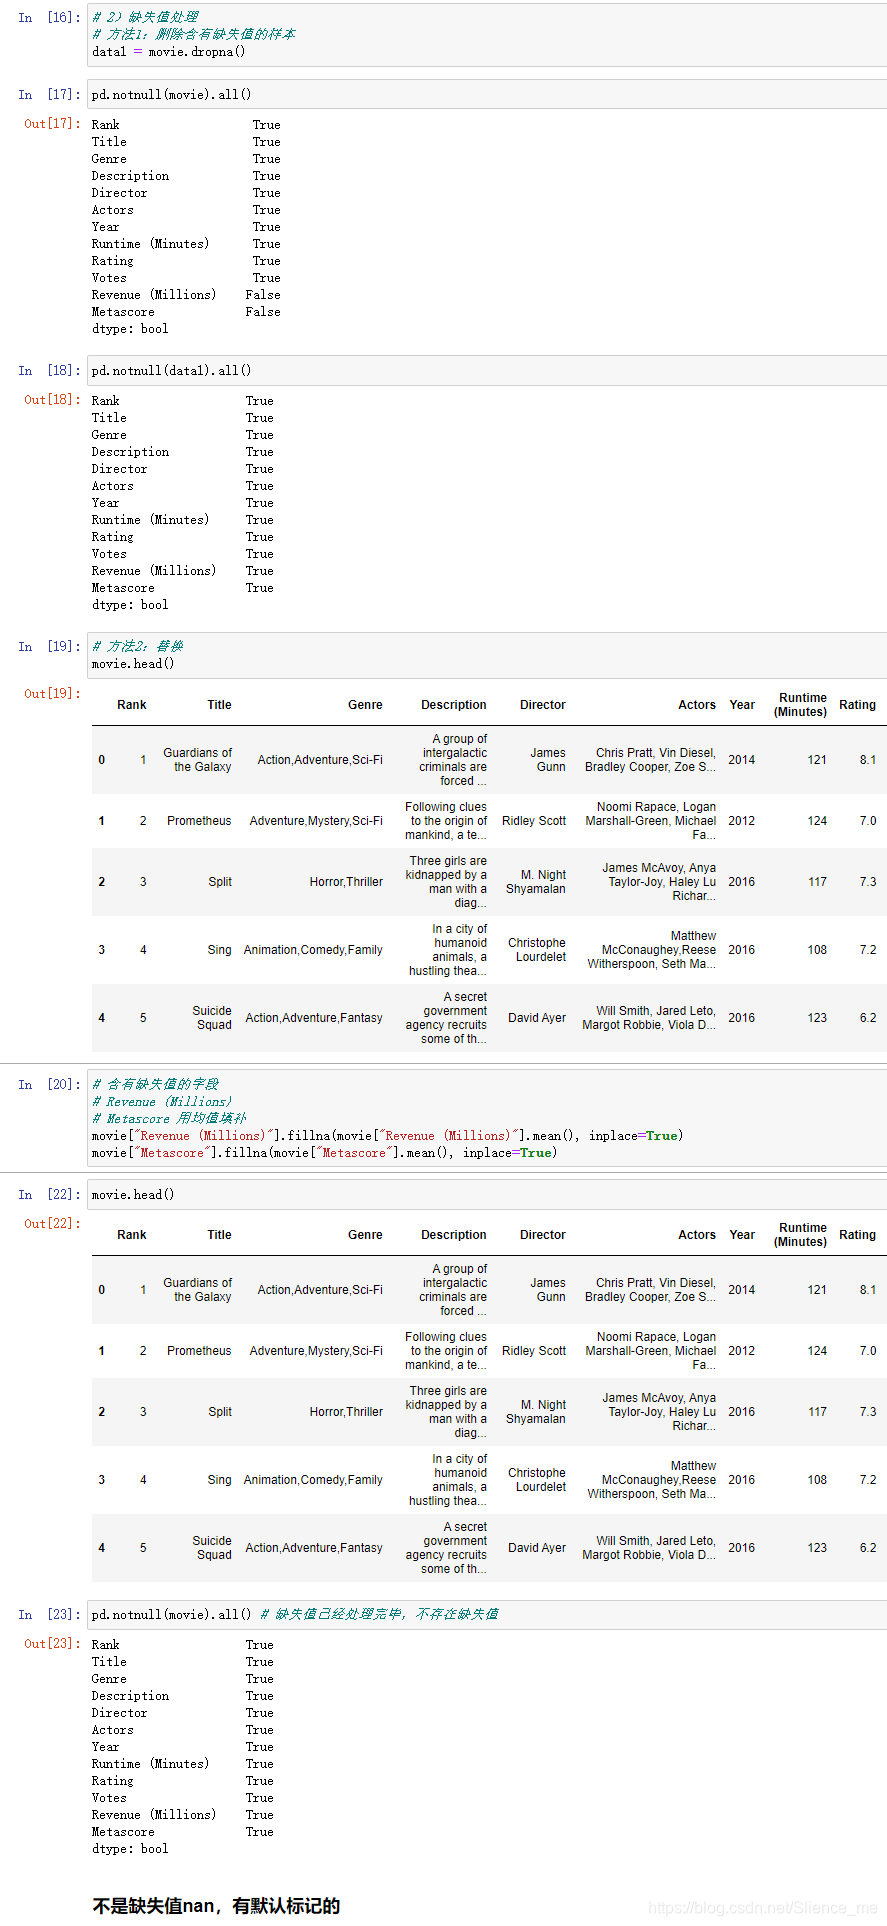 In [16]: # 2）缺失值处理
# 方法1：删除含有缺失值的样本
data1 = movie.dropna()
In [17]: pd.notnull(movie).all()
Out[17]: Rank True
Title True
Genre True
Description True
Director True
Actors True
Year True
Runtime (Minutes) True
Rating True
Votes True
Revenue (Millions) False
Metascore False
dtype: bool
In [18]: pd.notnull(data1).all()
Out[18]: Rank True
Title True
Genre True
Description True
Director True
Actors True
Year True
Runtime (Minutes) True
Rating True
Votes True
Revenue (Millions) True
Metascore True
dtype: bool
In [19]: # 方法2：替换
movie.head()
Out[19]:
Runtime
Rank Title Genre Description Director Actors Year (Minutes) Rating
A group of
Guardians of intergalactic James Chris Pratt, Vin Diesel,
0 1 the Galaxy Action,Adventure,Sci-Fi criminals are Gunn Bradley Cooper, Zoe S... 2014 121 8.1
forced ...
Following clues Noomi Rapace, Logan
1 2 Prometheus Adventure,Mystery,Sci-Fi to the origin of Ridley Scott Marshall-Green, Michael 2012 124 7.0
mankind, a te... Fa...
Three girls are James McAvoy, Anya
2 3 Split Horror,Thriller kidnapped by a M. Night Taylor-Joy, Haley Lu 2016 117 7.3
man with a Shyamalan Richar...
diag...
In a city of Matthew
3 4 Sing Animation,Comedy,Family humanoid Christophe McConaughey,Reese 2016 108 7.2
animals, a Lourdelet Witherspoon, Seth Ma...
hustling thea...
A secret
Suicide government Will Smith, Jared Leto,
4 5 Squad Action,Adventure,Fantasy agency recruits David Ayer Margot Robbie, Viola D... 2016 123 6.2
some of th...
In [20]: # 含有缺失值的字段
# Revenue (Millions)
# Metascore 用均值填补
movie["Revenue (Millions)"].fillna(movie["Revenue (Millions)"].mean(), inplace=True)
movie["Metascore"].fillna(movie["Metascore"].mean(), inplace=True)
In [22]: movie.head()
Out[22]:
Runtime
Rank Title Genre Description Director Actors Year (Minutes) Rating
A group of
Guardians of intergalactic James Chris Pratt, Vin Diesel,
0 1 the Galaxy Action,Adventure,Sci-Fi criminals are Gunn Bradley Cooper, Zoe S... 2014 121 8.1
forced ...
Following clues Noomi Rapace, Logan
1 2 Prometheus Adventure,Mystery,Sci-Fi to the origin of Ridley Scott Marshall-Green, Michael 2012 124 7.0
mankind, a te... Fa...
Three girls are James McAvoy, Anya
2 3 Split Horror,Thriller kidnapped by a M. Night Taylor-Joy, Haley Lu 2016 117 7.3
man with a Shyamalan Richar...
diag...
In a city of Matthew
3 4 Sing Animation,Comedy,Family humanoid Christophe McConaughey,Reese 2016 108 7.2
animals, a Lourdelet Witherspoon, Seth Ma...
hustling thea...
A secret
Suicide government Will Smith, Jared Leto,
4 5 Squad Action,Adventure,Fantasy agency recruits David Ayer Margot Robbie, Viola D... 2016 123 6.2
some of th...
In [23]: pd.notnull(movie).all() # 缺失值已经处理完毕，不存在缺失值
Out[23]: Rank True
Title True
Genre True
Description True
Director True
Actors True
Year True
Runtime (Minutes) True
Rating True
Votes True
Revenue (Millions) True
Metascore True
dtype: bool
不是缺失值nan，有默认标记的
https://blog.csdn.net/Slience_me